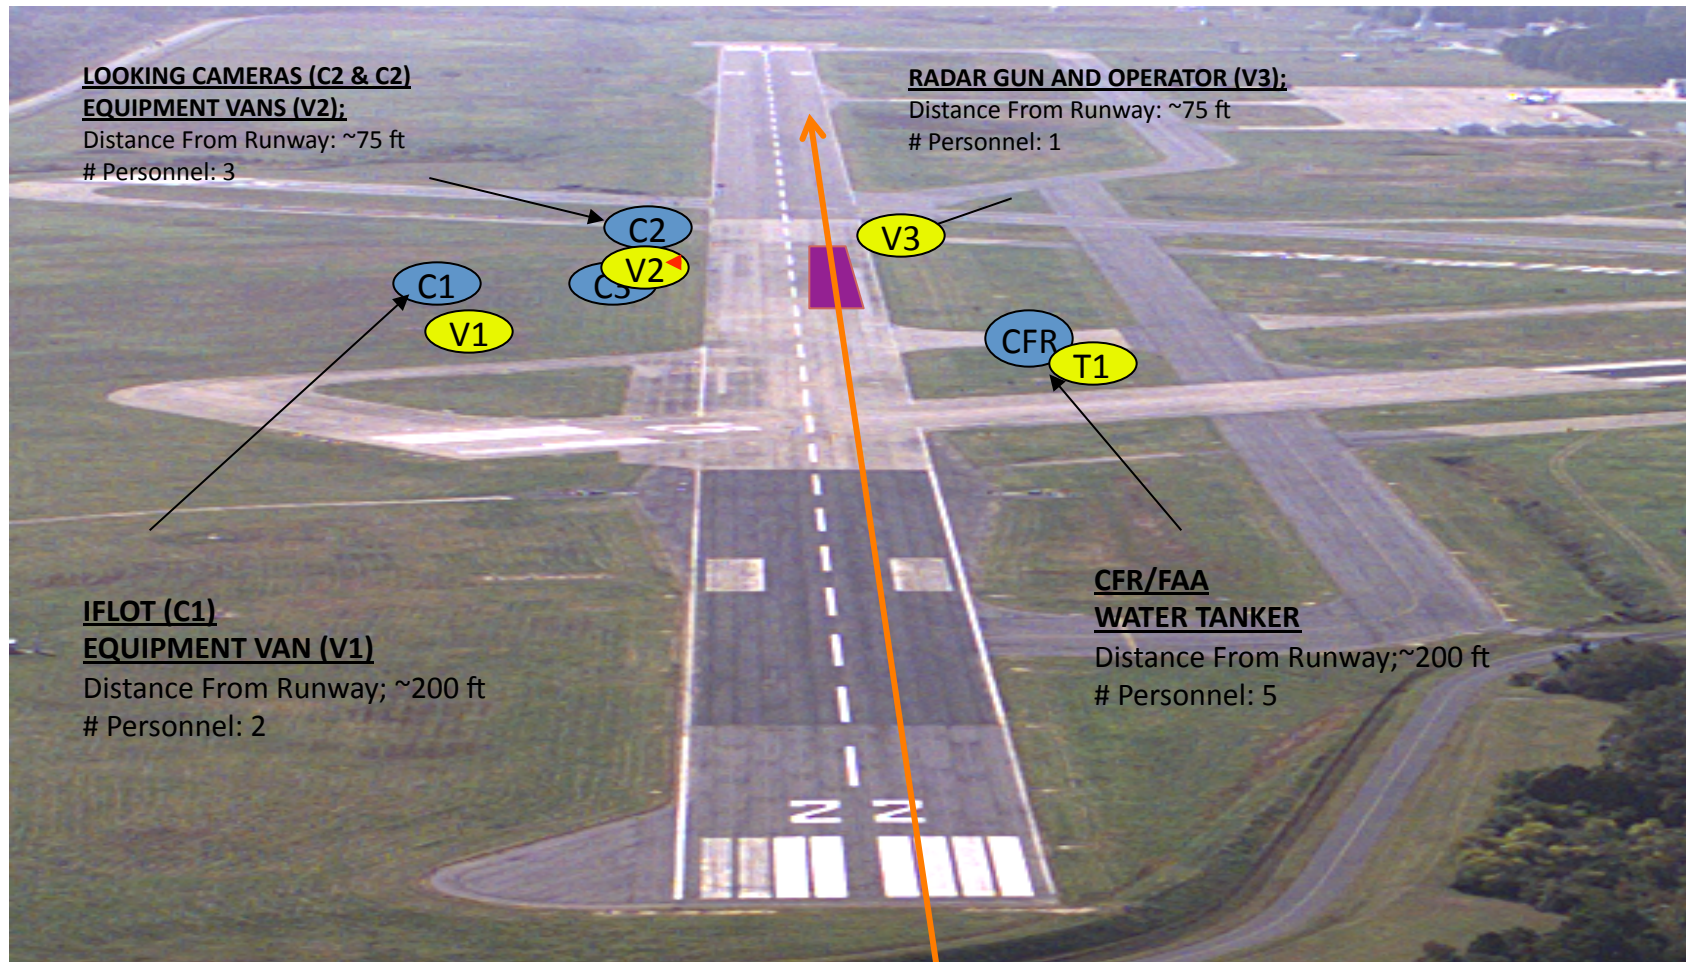 LOOKING CAMERAS (C2 & C2)
EQUIPMENT VANS (V2);
Distance From Runway: ~75 ft
# Personnel: 3
RADAR GUN AND OPERATOR (V3);
Distance From Runway: ~75 ft
# Personnel: 1
C2
V3
V2
C1
C3
V1
CFR
T1
IFLOT (C1)
EQUIPMENT VAN (V1)
Distance From Runway; ~200 ft
# Personnel: 2
CFR/FAA
WATER TANKER
Distance From Runway;~200 ft
# Personnel: 5
22